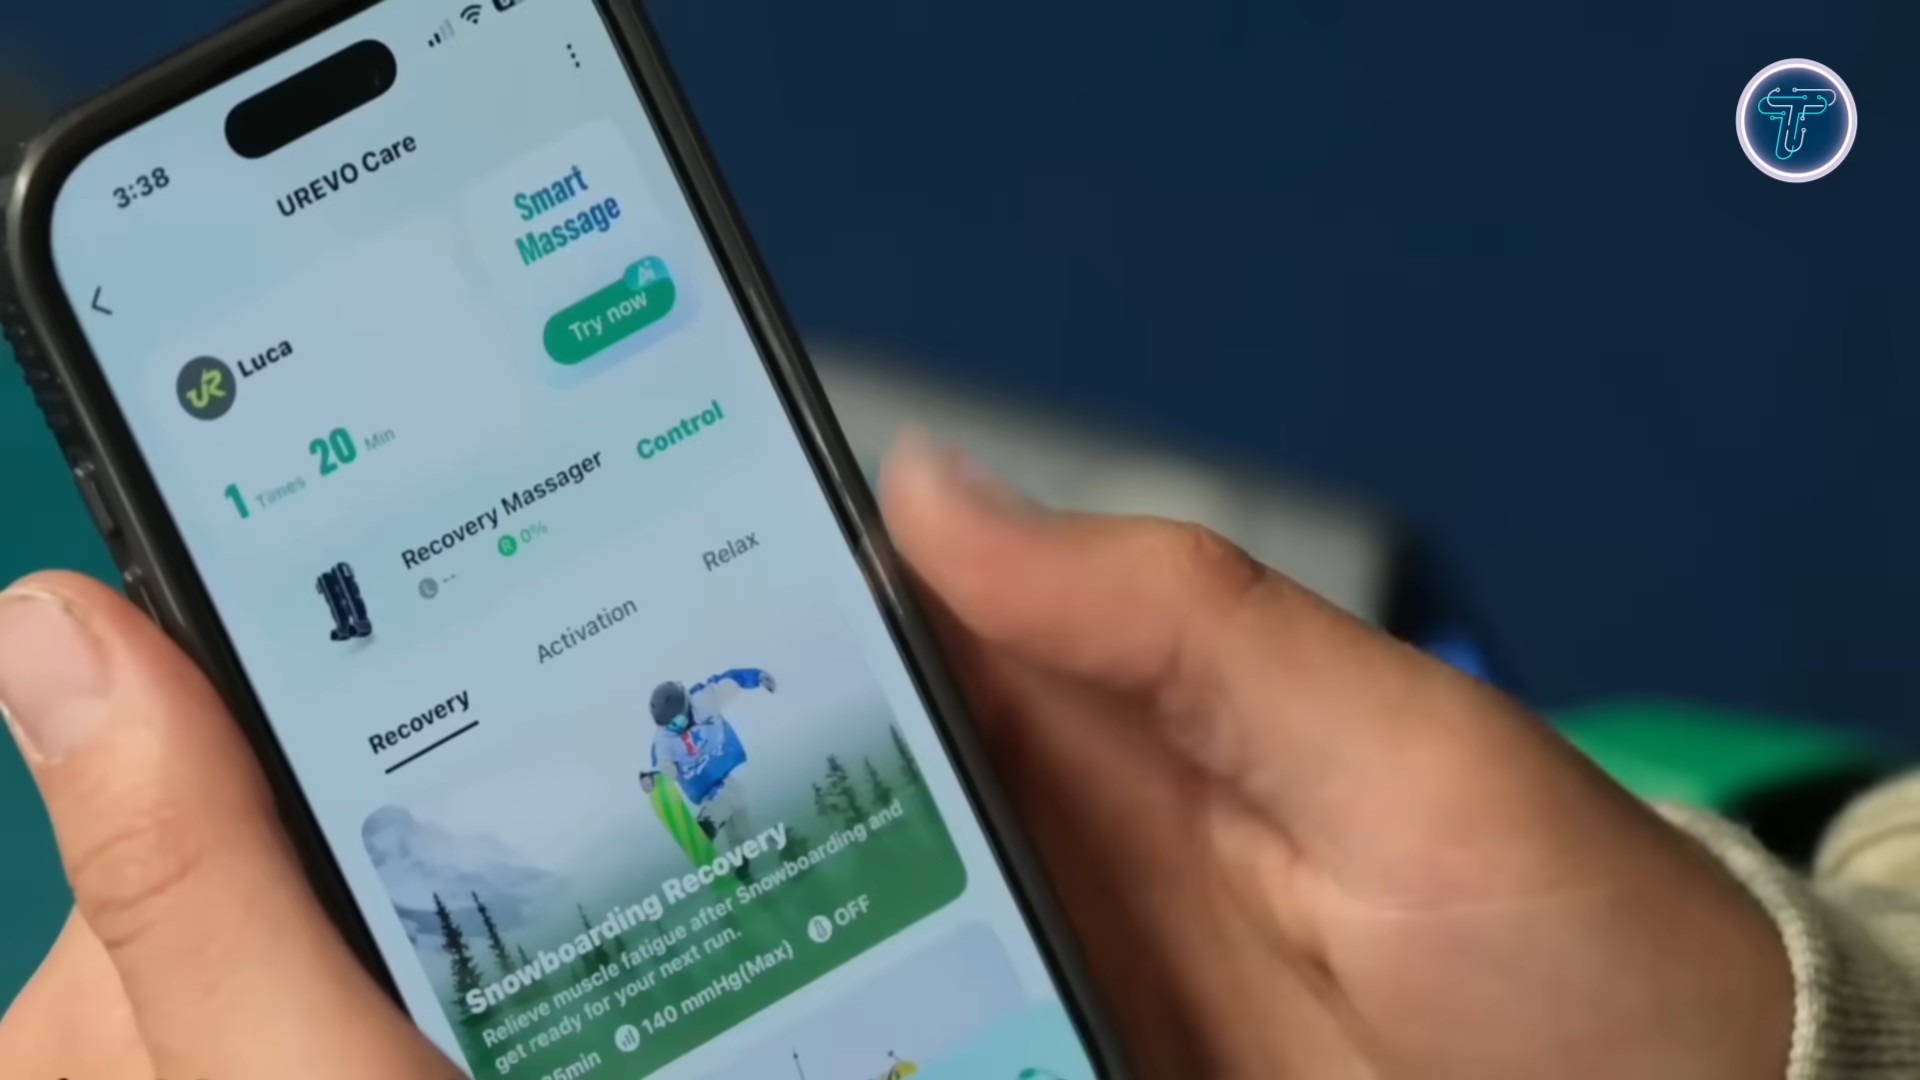 3:38
UREVO Care
Smart
Massage
Ai
Try now
Luca
1 Times 20 Min
Recovery Massager
Control
L -- R 0%
Recovery
Activation
Relax
Snowboarding Recovery
Relieve muscle fatigue after Snowboarding and
get ready for your next run.
140 mmHg(Max) OFF